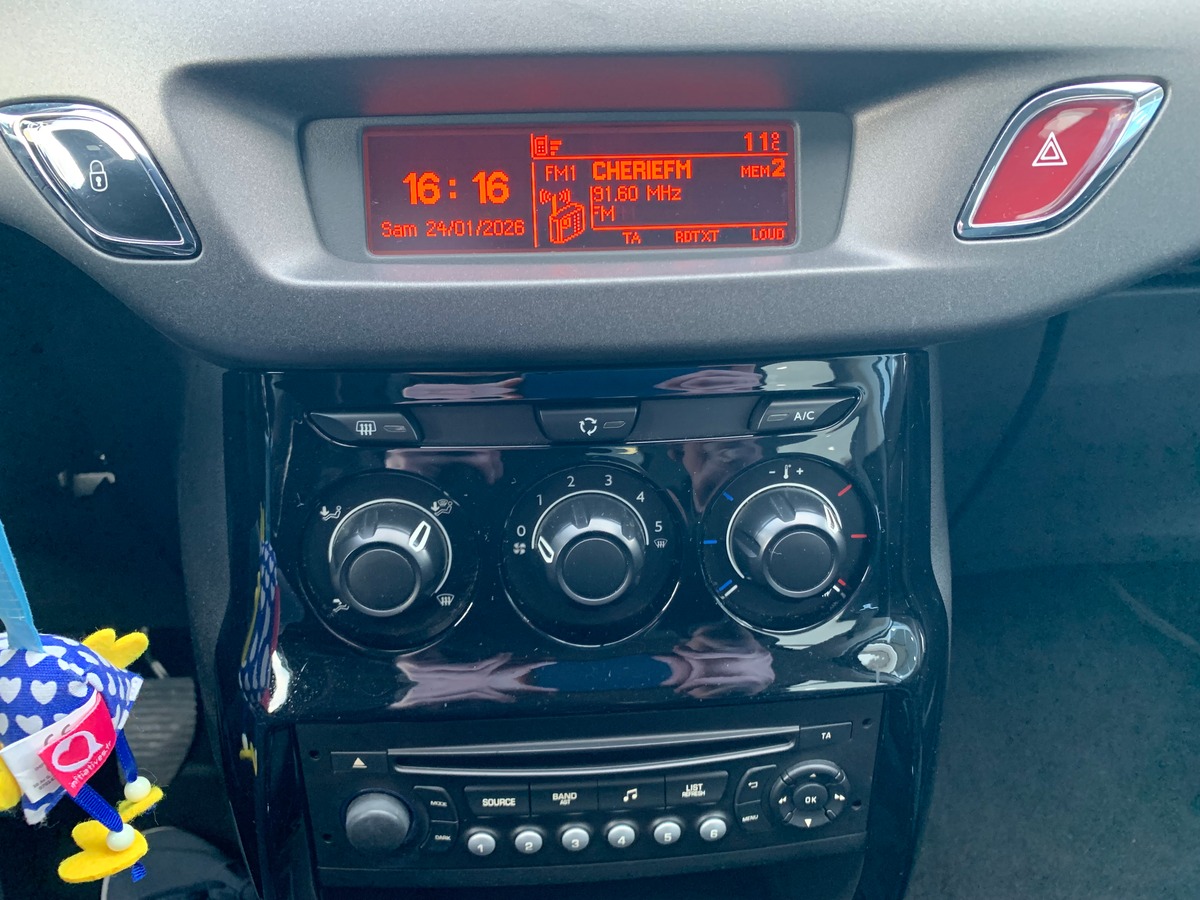 11°C
16:16
Sam 24/01/2026
FM1 CHERIEFM MEM2
91.60 MHz
FM
TA RDTXT LOUD
A/C
- +
0 1 2 3 4 5
TA
MODE
DARK
SOURCE
BAND
AST
LIST
REFRESH
MENU
OK
1 2 3 4 5 6
mitiatives.fr